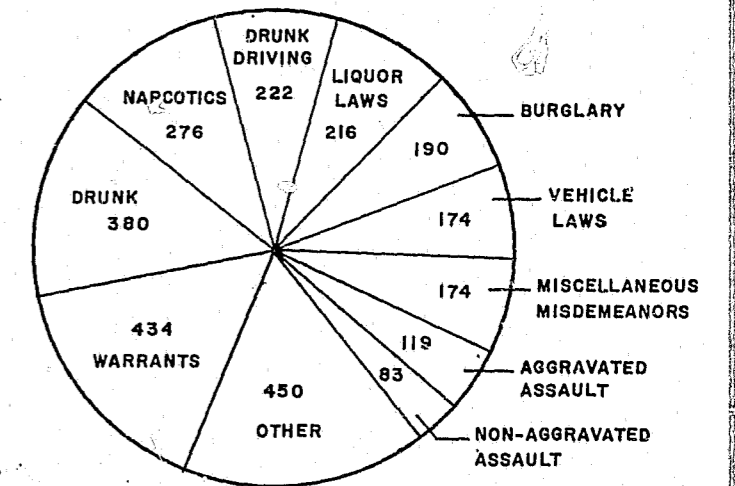 DRUNK
DRIVING
222
LIQUOR
LAWS
216
NARCOTICS
276
BURGLARY
190
DRUNK
380
VEHICLE
LAWS
174
174
MISCELLANEOUS
MISDEMEANORS
434
WARRANTS
119
AGGRAVATED
ASSAULT
83
450
OTHER
NON-AGGRAVATED
ASSAULT